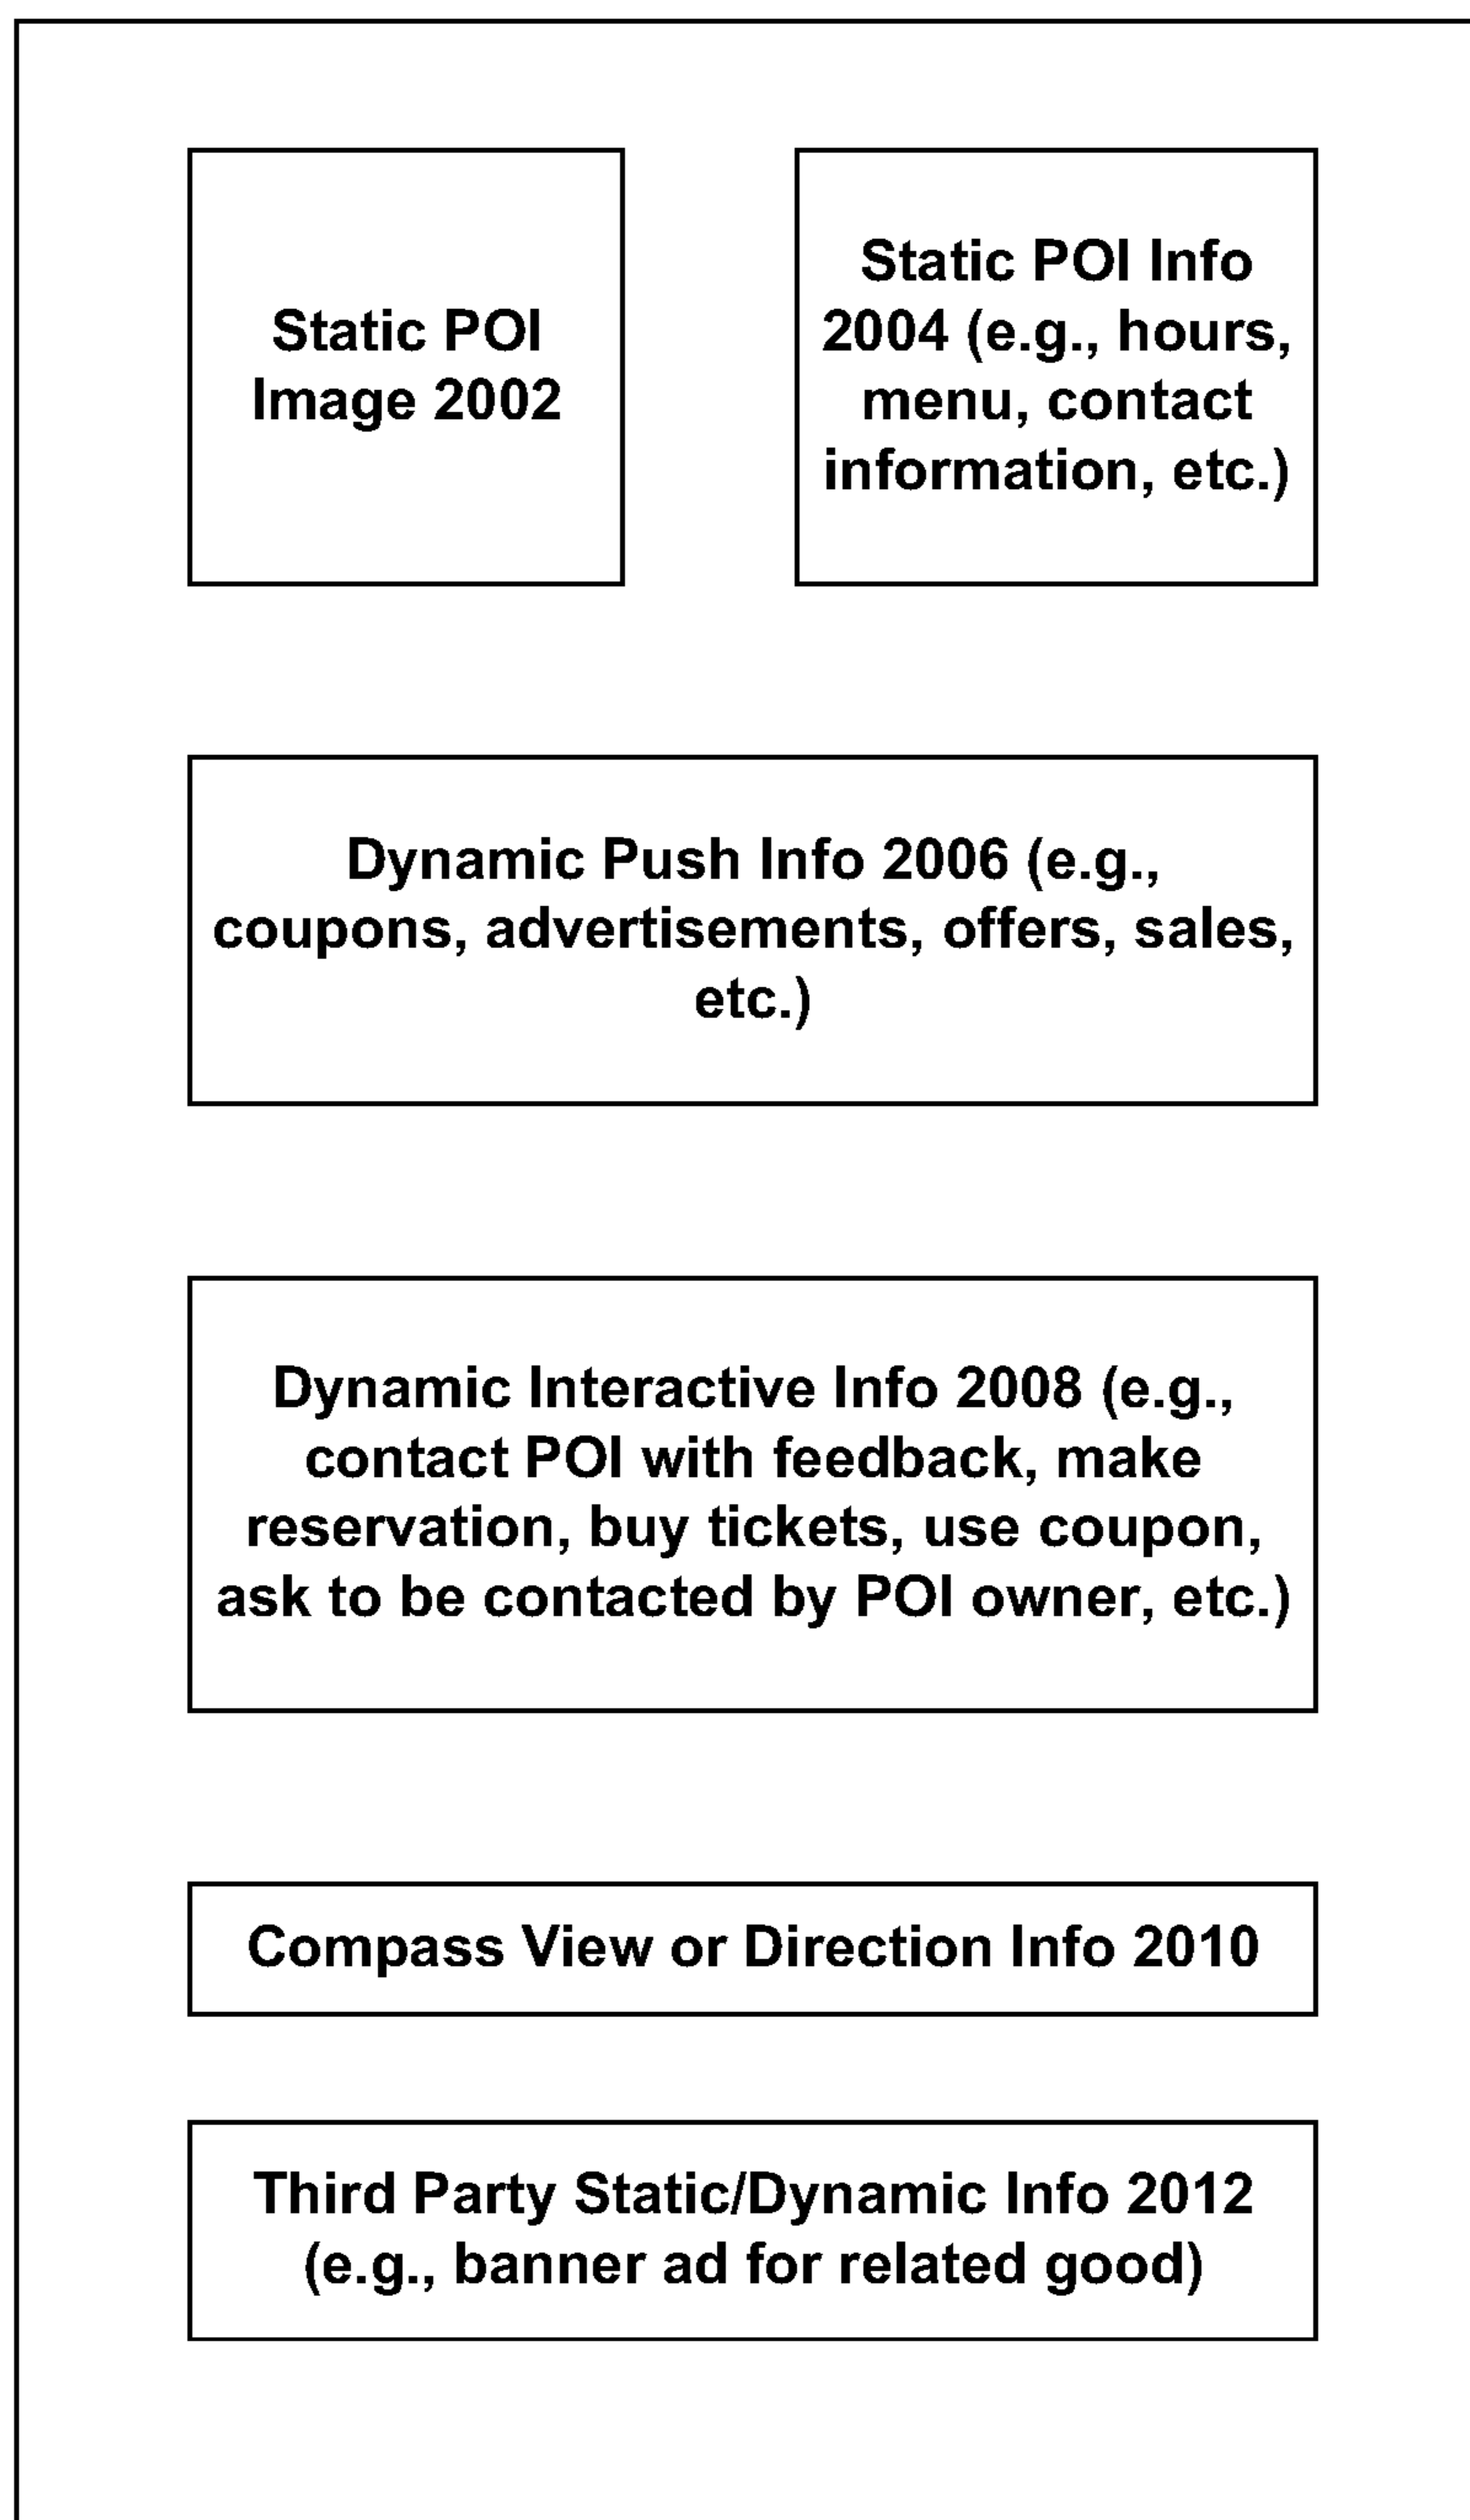 Static POI
Image 2002
Static POI Info
2004 (e.g., hours,
menu, contact
information, etc.)
Dynamic Push Info 2006 (e.g.,
coupons, advertisements, offers, sales,
etc.)
Dynamic Interactive Info 2008 (e.g.,
contact POI with feedback, make
reservation, buy tickets, use coupon,
ask to be contacted by POI owner, etc.)
Compass View or Direction Info 2010
Third Party Static/Dynamic Info 2012
(e.g., banner ad for related good)